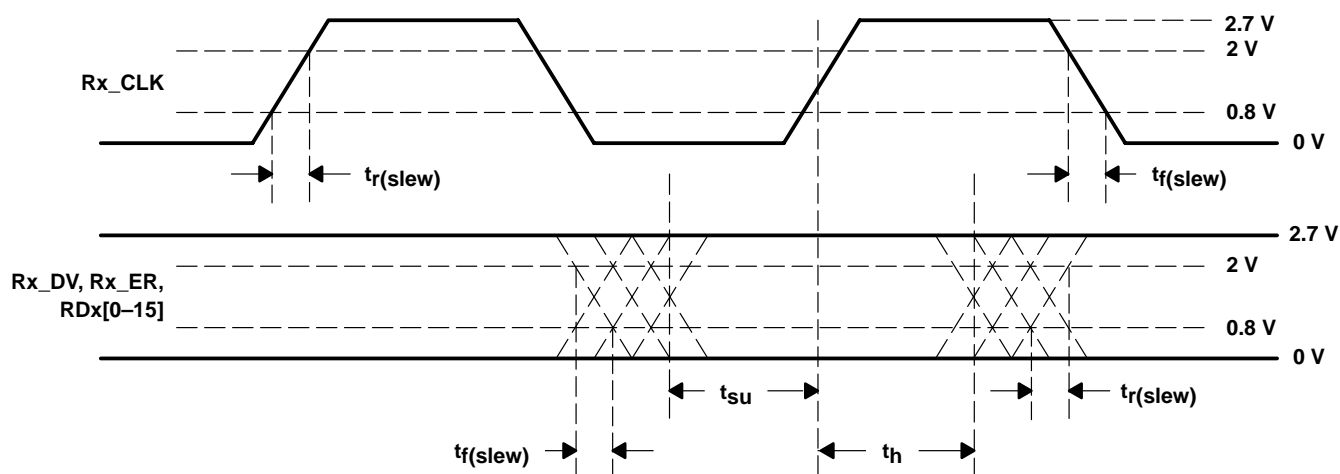 2.7 V
2 V
Rx_CLK
0.8 V
0 V
tr(slew)
tf(slew)
2.7 V
Rx_DV, Rx_ER,
RDx[0–15]
2 V
0.8 V
0 V
tsu
tr(slew)
tf(slew)
th